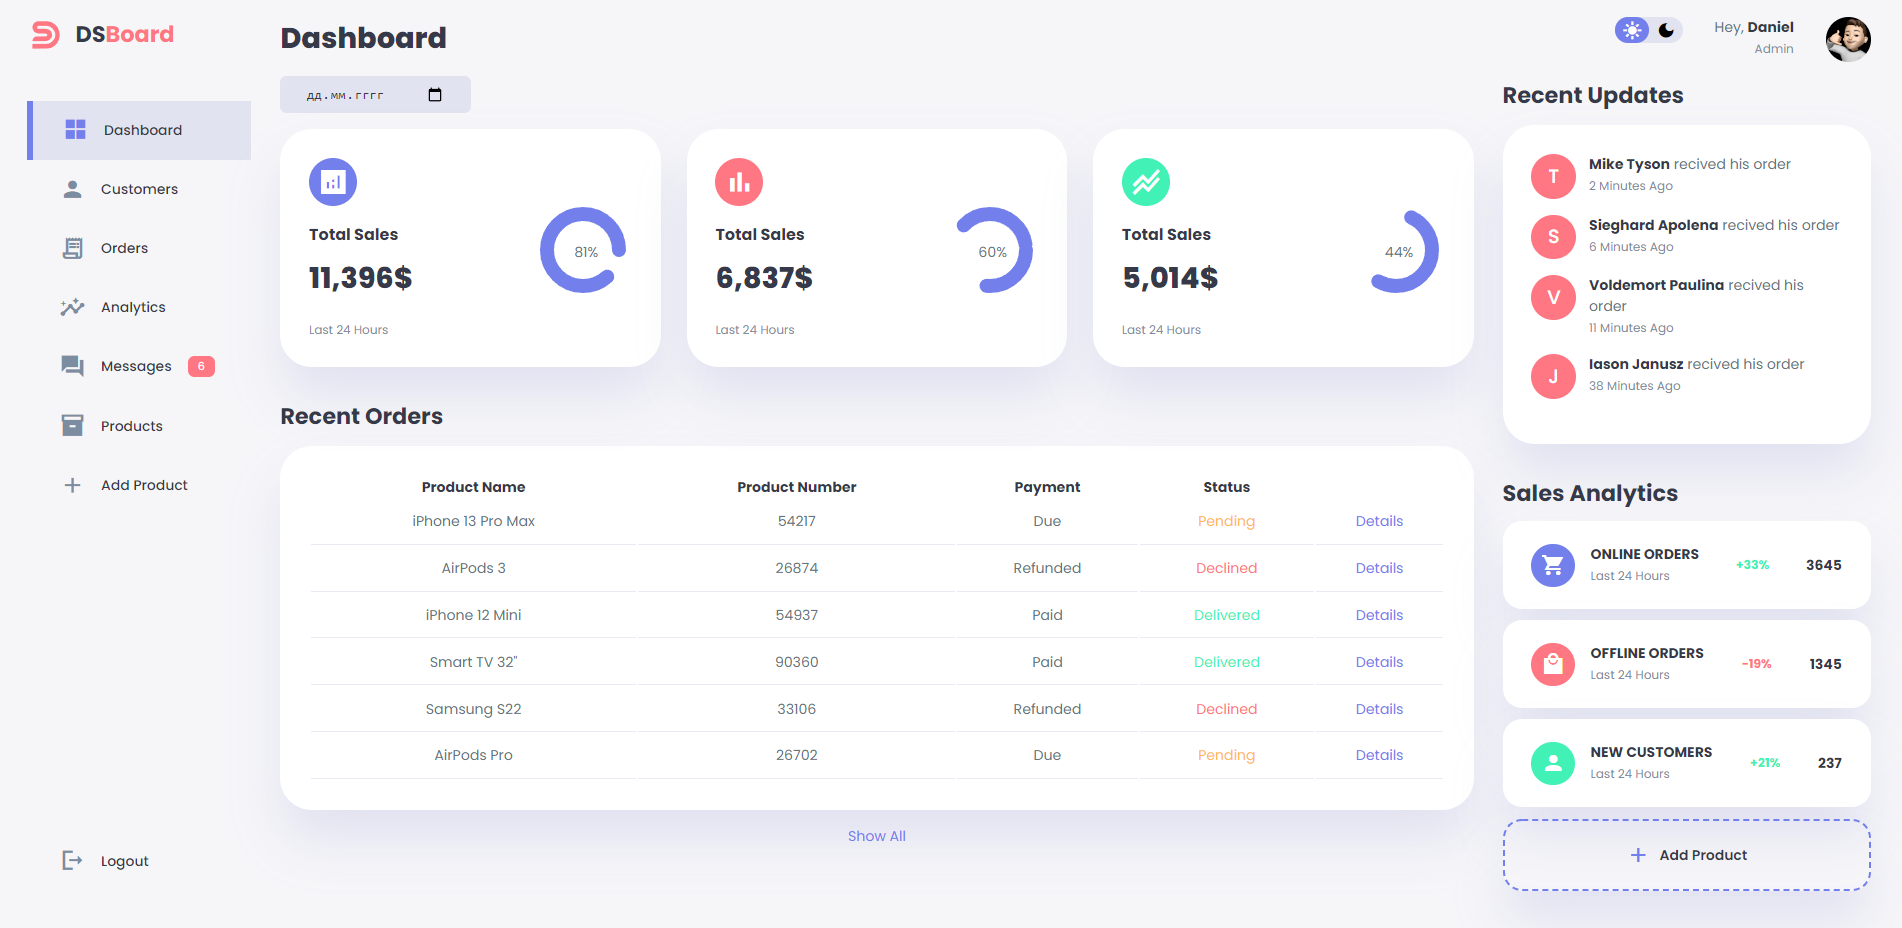 DSBoard
Dashboard
Customers
Orders
Analytics
Messages 6
Products
Add Product
Logout
Dashboard
дд.мм.гггг
Total Sales
11,396$
81%
Last 24 Hours
Total Sales
6,837$
60%
Last 24 Hours
Total Sales
5,014$
44%
Last 24 Hours
Recent Orders
Product Name Product Number Payment Status
iPhone 13 Pro Max 54217 Due Pending Details
AirPods 3 26874 Refunded Declined Details
iPhone 12 Mini 54937 Paid Delivered Details
Smart TV 32" 90360 Paid Delivered Details
Samsung S22 33106 Refunded Declined Details
AirPods Pro 26702 Due Pending Details
Show All
Hey, Daniel
Admin
Recent Updates
T
Mike Tyson recived his order
2 Minutes Ago
S
Sieghard Apolena recived his order
6 Minutes Ago
V
Voldemort Paulina recived his
order
11 Minutes Ago
J
Iason Janusz recived his order
38 Minutes Ago
Sales Analytics
ONLINE ORDERS
Last 24 Hours
+33% 3645
OFFLINE ORDERS
Last 24 Hours
-19% 1345
NEW CUSTOMERS
Last 24 Hours
+21% 237
Add Product